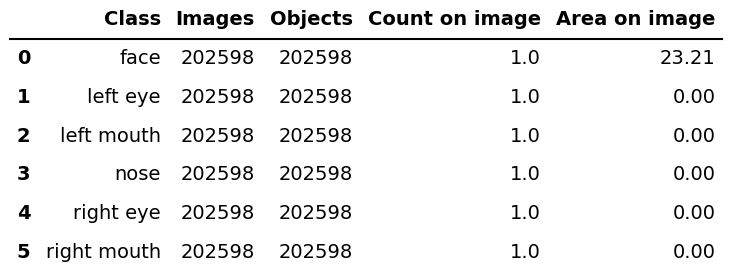 Class Images Objects Count on image Area on image
0 face 202598 202598 1.0 23.21
1 left eye 202598 202598 1.0 0.00
2 left mouth 202598 202598 1.0 0.00
3 nose 202598 202598 1.0 0.00
4 right eye 202598 202598 1.0 0.00
5 right mouth 202598 202598 1.0 0.00